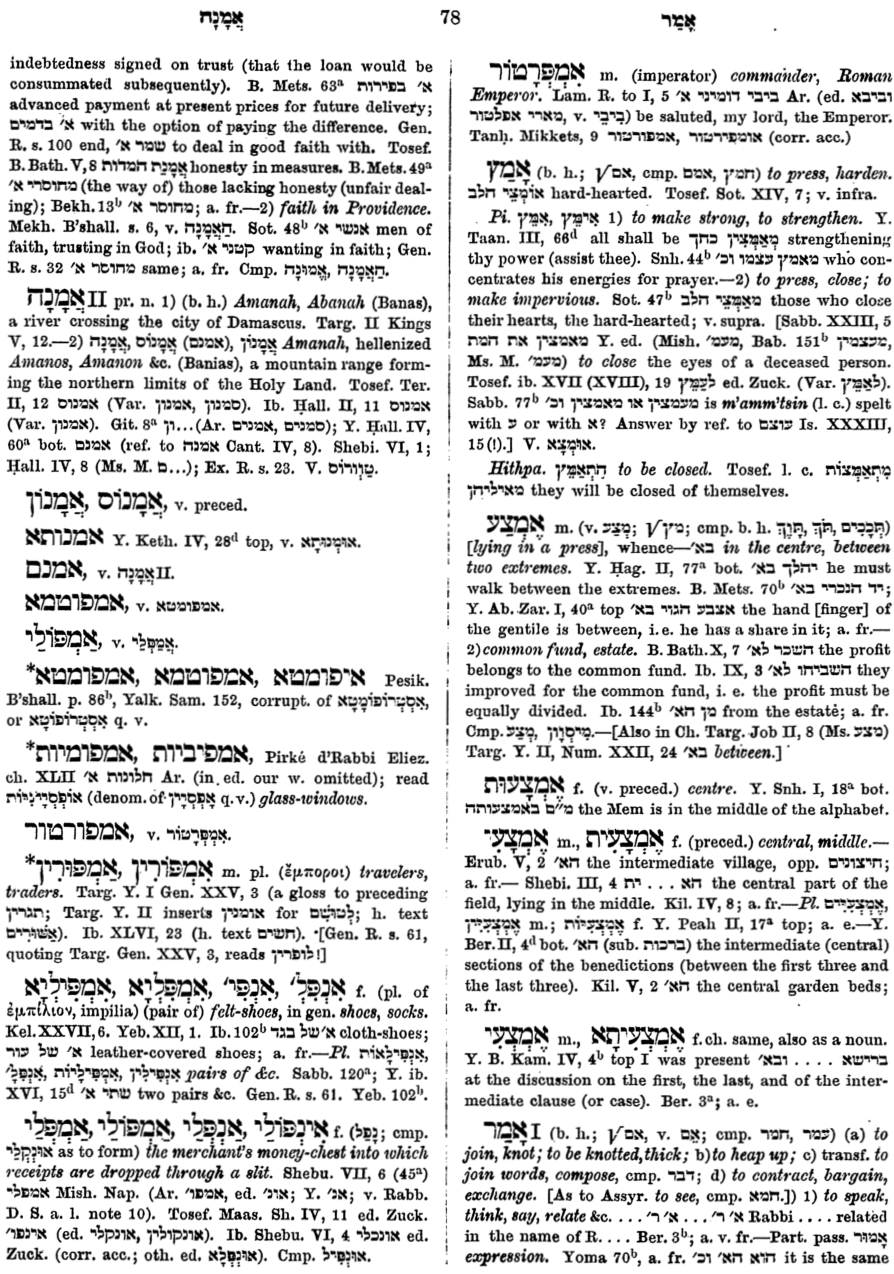 אֲמָנָה 78 אָמַר
indebtedness signed on trust (that the loan would be
consummated subsequently). B. Mets. 63ᵃ א' בפירות
advanced payment at present prices for future delivery;
א' בדמים with the option of paying the difference. Gen.
R. s. 100 end, שמר א' to deal in good faith with. Tosef.
B. Bath. V, 8 אֲמָנַת המדות honesty in measures. B. Mets. 49ᵃ
מחוסרי א' (the way of) those lacking honesty (unfair deal-
ing); Bekh. 13ᵇ מחוסר א'; a. fr.—2) faith in Providence.
Mekh. B'shall. s. 6, v. הַאֲמָנָה. Sot. 48ᵇ אנשי א' men of
faith, trusting in God; ib. קטני א' wanting in faith; Gen.
R. s. 32 מחוסר א' same; a. fr. Cmp. הַאֲמָנָה, אֱמוּנָה.
אֲמָנָה II pr. n. 1) (b. h.) Amanah, Abanah (Banas),
a river crossing the city of Damascus. Targ. II Kings
V, 12.—2) אֲמָנָה, אֲמָנוֹס (אמנם), אֲמָנוֹן Amanah, hellenized
Amanos, Amanon &c. (Banias), a mountain range form-
ing the northern limits of the Holy Land. Tosef. Ter.
II, 12 אמנוס (Var. סמנון, אמנון). Ib. Ḥall. II, 11 אמנוס
(Var. אמנון). Git. 8ᵃ ון...(Ar. סמנים, אמנים); Y. Ḥall. IV,
60ᵃ bot. אמנם (ref. to אמנה Cant. IV, 8). Shebi. VI, 1;
Ḥall. IV, 8 (Ms. M. ם...); Ex. R. s. 23. V. טַוְורוֹס.
אֲמָנוֹס, אֲמָנוֹן, v. preced.
אמנותא Y. Keth. IV, 28ᵈ top, v. אוּמָנוּתָא.
אמנם, v. אֲמָנָה II.
אמפוטמא, v. אמפומטא.
אַמְפּוֹלֵי, v. אַמְפְּלֵי.
*איפומטא, אמפוטמא, אמפומטא Pesik.
B'shall. p. 86ᵇ, Yalk. Sam. 152, corrupt. of אִסְטְרוֹפוֹמָטָא,
or אִסְטְרוֹפוֹטָא q. v.
*אמפיביות, אמפומיות, Pirké d'Rabbi Eliez.
ch. XLII חלונות א' Ar. (in ed. our w. omitted); read
אוֹפְסְיָינִיּוֹת (denom. of אָפְסְיָין q. v.) glass-windows.
אמפורטור, v. אִמְפְּרָטוֹר.
*אֶמְפּוֹרִין, אֶמְפּוּרִין m. pl. (ἔμποροι) travelers,
traders. Targ. Y. I Gen. XXV, 3 (a gloss to preceding
תגרין; Targ. Y. II inserts אומנין for לְטוּשִׁם; h. text
אַשּׁוּרִים). Ib. XLVI, 23 (h. text חשים). [Gen. R. s. 61,
quoting Targ. Gen. XXV, 3, reads לופרין!]
אִמְפִּילְיָא, אִמְפַּלְיָא, אַנְפִּי', אַנְפְּלְ' f. (pl. of
ἐμπίλιον, impilia) (pair of) felt-shoes, in gen. shoes, socks.
Kel. XXVII, 6. Yeb. XII, 1. Ib. 102ᵇ א' של בגד cloth-shoes;
א' של עור leather-covered shoes; a. fr.—Pl. אַנְפִּילָאוֹת,
אַנְפְּלָ', אַמְפִּילִיּוֹת, אַנְפִּילִין pairs of &c. Sabb. 120ᵃ; Y. ib.
XVI, 15ᵈ שתי א' two pairs &c. Gen. R. s. 61. Yeb. 102ᵇ.
אַמְפְּלֵי, אַמְפּוֹלֵי, אַנְפְּלֵי, אִינְפּוֹלֵי f. (נָפַל; cmp.
אוּנְקְלֵי as to form) the merchant's money-chest into which
receipts are dropped through a slit. Shebu. VII, 6 (45ᵃ)
אמפלי Mish. Nap. (Ar. אמפו', ed. אונ'; Y. אנ'; v. Rabb.
D. S. a. l. note 10). Tosef. Maas. Sh. IV, 11 ed. Zuck.
אינפו' (ed. אונקולין, אונקלי). Ib. Shebu. VI, 4 אונכלי ed.
Zuck. (corr. acc.; oth. ed. אוּנְפְּלָא). Cmp. אוּנְפִּיל.
אִמְפְּרָטוֹר m. (imperator) commander, Roman
Emperor. Lam. R. to I, 5 ביבי דומיני א' Ar. (ed. וביבא
מארי אפלטור, v. בִּיבֵי) be saluted, my lord, the Emperor.
Tanḥ. Mikkets, 9 אומפירטור, אמפורטור (corr. acc.)
אָמֵץ (b. h.; √אם, cmp. חמץ, אמם) to press, harden.
אוֹמְצֵי חלב hard-hearted. Tosef. Sot. XIV, 7; v. infra.
Pi. אִימֵּץ, אִמֵּץ 1) to make strong, to strengthen. Y.
Taan. III, 66ᵈ all shall be מְאַמְּצִין כחך strengthening
thy power (assist thee). Snh. 44ᵇ מאמץ עצמו וכ' who con-
centrates his energies for prayer.—2) to press, close; to
make impervious. Sot. 47ᵇ מאַמְּצֵי חלב those who close
their hearts, the hard-hearted; v. supra. [Sabb. XXIII, 5
מאמצין את המת Y. ed. (Mish. מעמ', Bab. 151ᵇ מעצמין,
Ms. M. מעמ') to close the eyes of a deceased person.
Tosef. ib. XVII (XVIII), 19 לְעַמֵּץ ed. Zuck. (Var. לְאַמֵּץ).
Sabb. 77ᵇ מעמצין או מאמצין וכ' is m'amm'tsin (l. c.) spelt
with ע or with א? Answer by ref. to עוצם Is. XXXIII,
15(!).] V. אוּמְצָא.
Hithpa. הִתְאַמֵּץ to be closed. Tosef. l. c. מִתְאַמְּצוֹת
מאיליהן they will be closed of themselves.
אֶמְצַע m. (v. מָצַע; √מיץ; cmp. b. h. תָּוֶךְ, תֹּךְ, תְּכָכִים)
[lying in a press], whence—בא' in the centre, between
two extremes. Y. Ḥag. II, 77ᵃ bot. יהלך בא' he must
walk between the extremes. B. Mets. 70ᵇ יד הנכרי בא';
Y. Ab. Zar. I, 40ᵃ top אצבע הגוי בא' the hand [finger] of
the gentile is between, i. e. he has a share in it; a. fr.—
2) common fund, estate. B. Bath. X, 7 השכר לא' the profit
belongs to the common fund. Ib. IX, 3 השביחו לא' they
improved for the common fund, i. e. the profit must be
equally divided. Ib. 144ᵇ מן הא' from the estate; a. fr.
Cmp. מִיסְוָן, מָצַע.—[Also in Ch. Targ. Job II, 8 (Ms. מצע)
Targ. Y. II, Num. XXII, 24 בא' between.]
אֶמְצָעוּת f. (v. preced.) centre. Y. Snh. I, 18ᵃ bot.
מ״ם באמצעותה the Mem is in the middle of the alphabet.
אֶמְצָעִי m., אֶמְצָעִית f. (preced.) central, middle.—
Erub. V, 2 הא' the intermediate village, opp. חיצונים;
a. fr.— Shebi. III, 4 הא' ... ית the central part of the
field, lying in the middle. Kil. IV, 8; a. fr.—Pl. אֶמְצָעִיִּים,
אֶמְצָעִיִּין m.; אֶמְצָעִיּוֹת f. Y. Peah II, 17ᵃ top; a. e.—Y.
Ber. II, 4ᵈ bot. הא' (sub. ברכות) the intermediate (central)
sections of the benedictions (between the first three and
the last three). Kil. V, 2 הא' the central garden beds;
a. fr.
אֶמְצְעִי m., אֶמְצְעִיתָא f. ch. same, also as a noun.
Y. B. Kam. IV, 4ᵇ top I was present ברישא .... ובא'
at the discussion on the first, the last, and of the inter-
mediate clause (or case). Ber. 3ᵃ; a. e.
אָמַר I (b. h.; √אם, v. אֵם; cmp. עמר, חמר) (a) to
join, knot; to be knotted, thick; b) to heap up; c) transf. to
join words, compose, cmp. דבר; d) to contract, bargain,
exchange. [As to Assyr. to see, cmp. חמא.]) 1) to speak,
think, say, relate &c. .... א' ר' ... א' ר' Rabbi .... related
in the name of R.... Ber. 3ᵇ; a. v. fr.—Part. pass. אָמוּר
expression. Yoma 70ᵇ, a. fr. הוא הא' וכ' it is the same